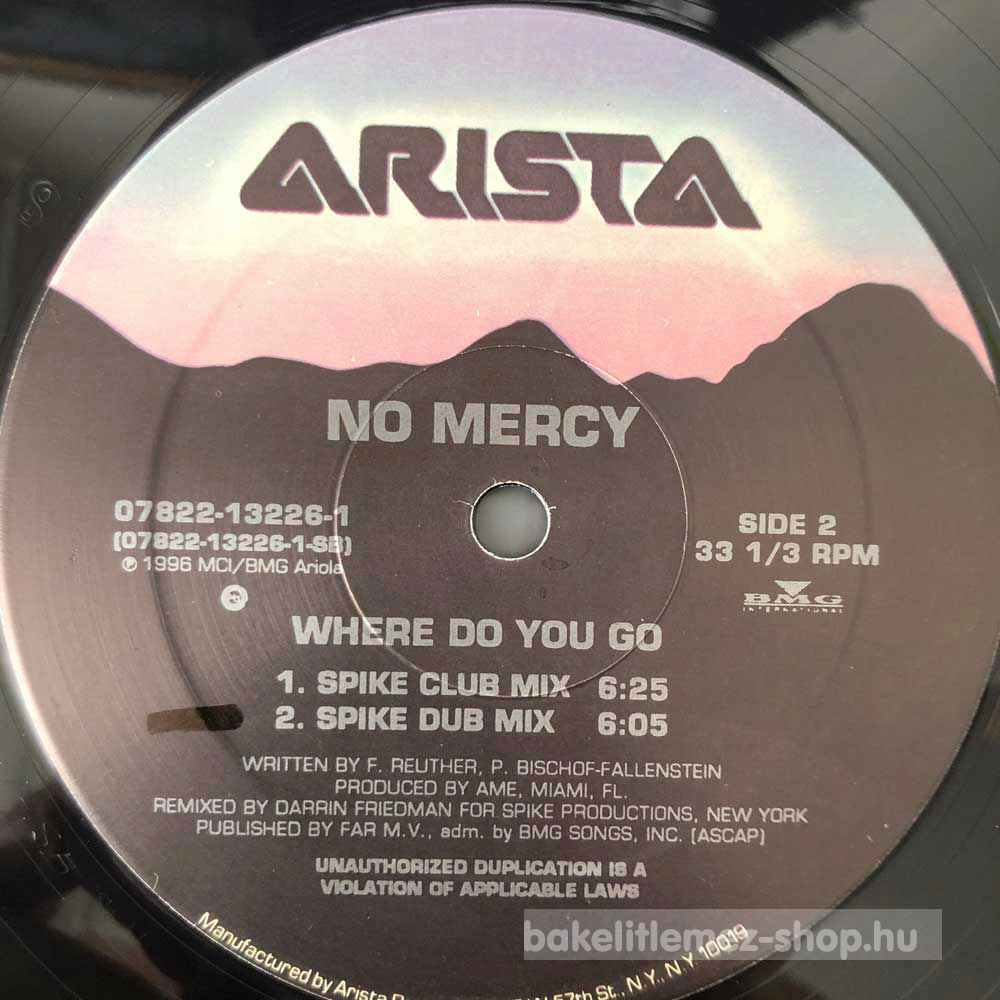 ARISTA
NO MERCY
07822-13226-1
(07822-13226-1-SB)
℗ 1996 MCI/BMG Ariola
SIDE 2
33 1/3 RPM
BMG
INTERNATIONAL
WHERE DO YOU GO
1. SPIKE CLUB MIX 6:25
2. SPIKE DUB MIX 6:05
WRITTEN BY F. REUTHER, P. BISCHOF-FALLENSTEIN
PRODUCED BY AME, MIAMI, FL.
REMIXED BY DARRIN FRIEDMAN FOR SPIKE PRODUCTIONS, NEW YORK
PUBLISHED BY FAR M.V., adm. by BMG SONGS, INC. (ASCAP)
UNAUTHORIZED DUPLICATION IS A
VIOLATION OF APPLICABLE LAWS
Manufactured by Arista 57th St., N.Y., N.Y. 10019
bakelitlemez-shop.hu